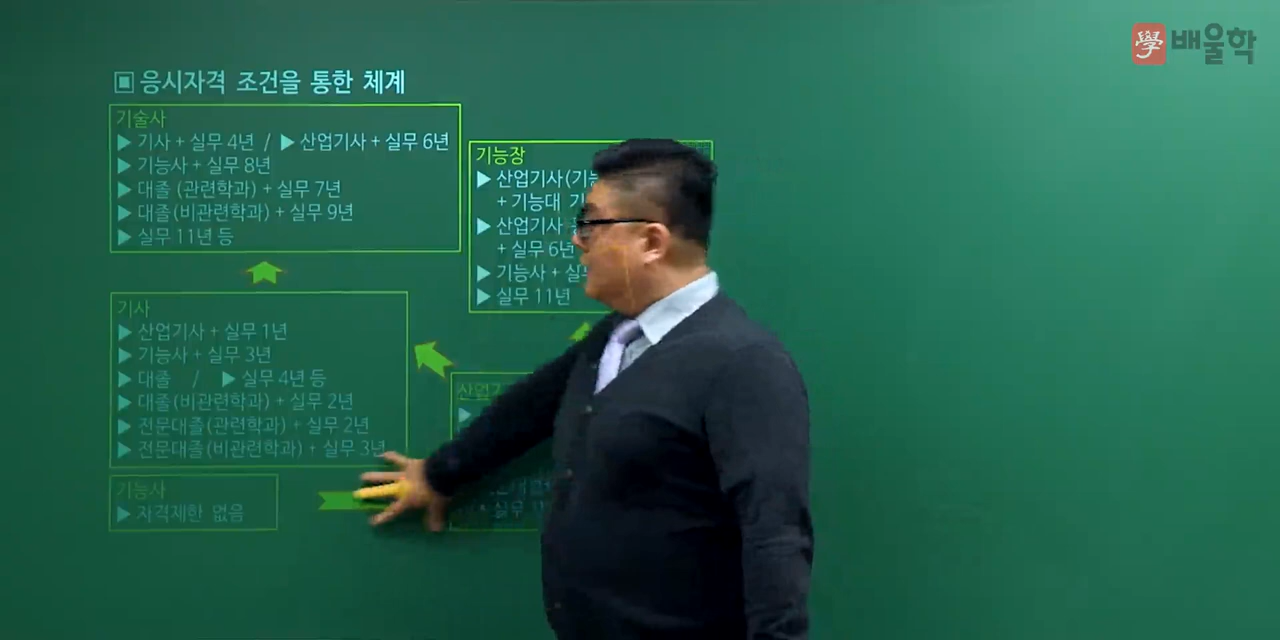 배울학
▣ 응시자격 조건을 통한 체계
기술사
▶ 기사 + 실무 4년 / ▶ 산업기사 + 실무 6년
▶ 기능사 + 실무 8년
▶ 대졸 (관련학과) + 실무 7년
▶ 대졸(비관련학과) + 실무 9년
▶ 실무 11년 등
기능장
▶ 산업기사(기능
+ 기능대
▶ 산업기사
+ 실무 6년
▶ 기능사 + 실무
▶ 실무 11년
기사
▶ 산업기사 + 실무 1년
▶ 기능사 + 실무 3년
▶ 대졸 / ▶ 실무 4년 등
▶ 대졸(비관련학과) + 실무 2년
▶ 전문대졸(관련학과) + 실무 2년
▶ 전문대졸(비관련학과) + 실무 3년
산업기
▶
기능사
▶ 자격제한 없음
실무